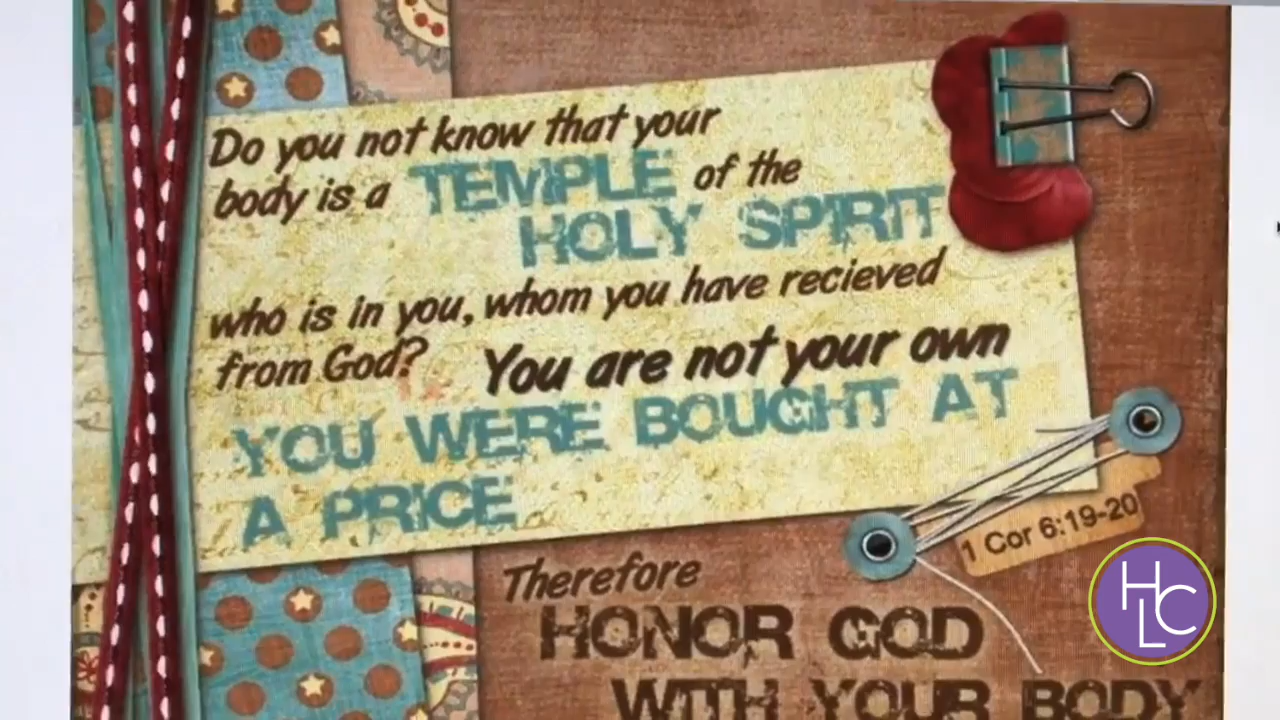 Do you not know that your
body is a TEMPLE of the
HOLY SPIRIT
who is in you, whom you have recieved
from God? You are not your own
YOU WERE BOUGHT AT
A PRICE
1 Cor 6:19-20
Therefore
HONOR GOD
WITH YOUR BODY
HLC